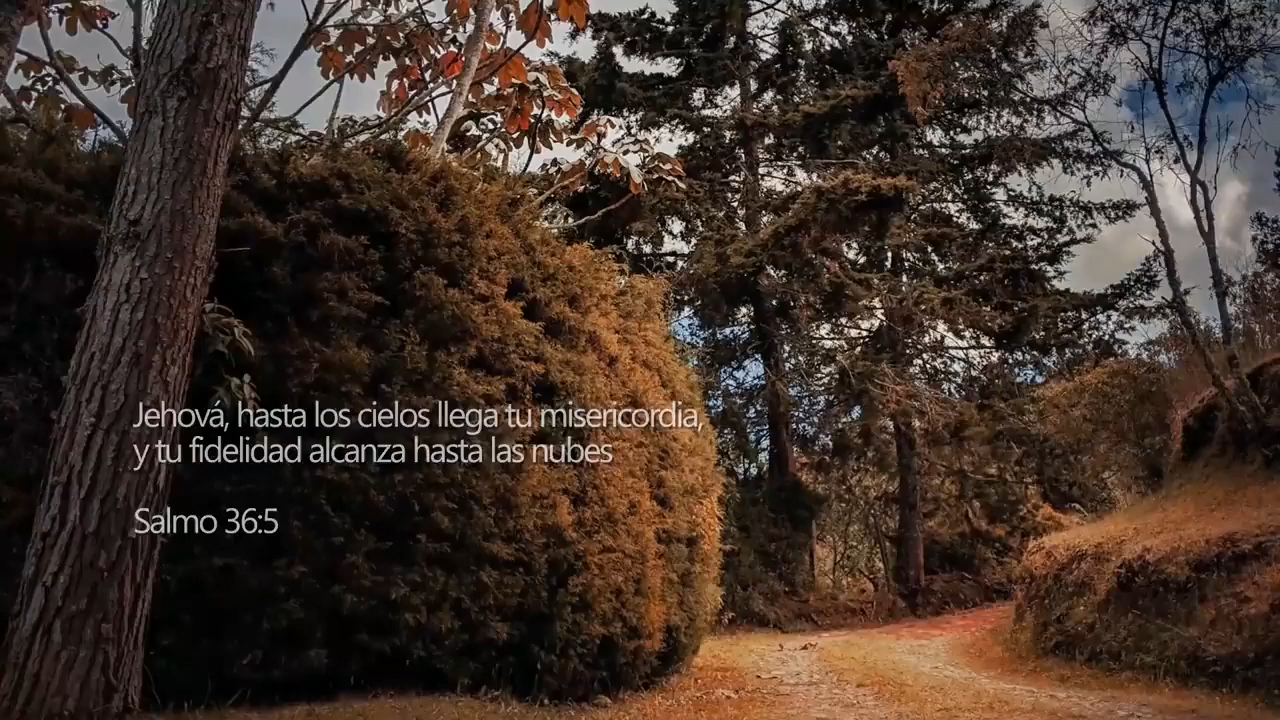 Jehová, hasta los cielos llega tu misericordia,
y tu fidelidad alcanza hasta las nubes
Salmo 36:5